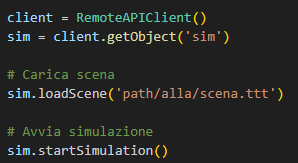 client = RemoteAPIClient()
sim = client.getObject('sim')
# Carica scena
sim.loadScene('path/alla/scena.ttt')
# Avvia simulazione
sim.startSimulation()